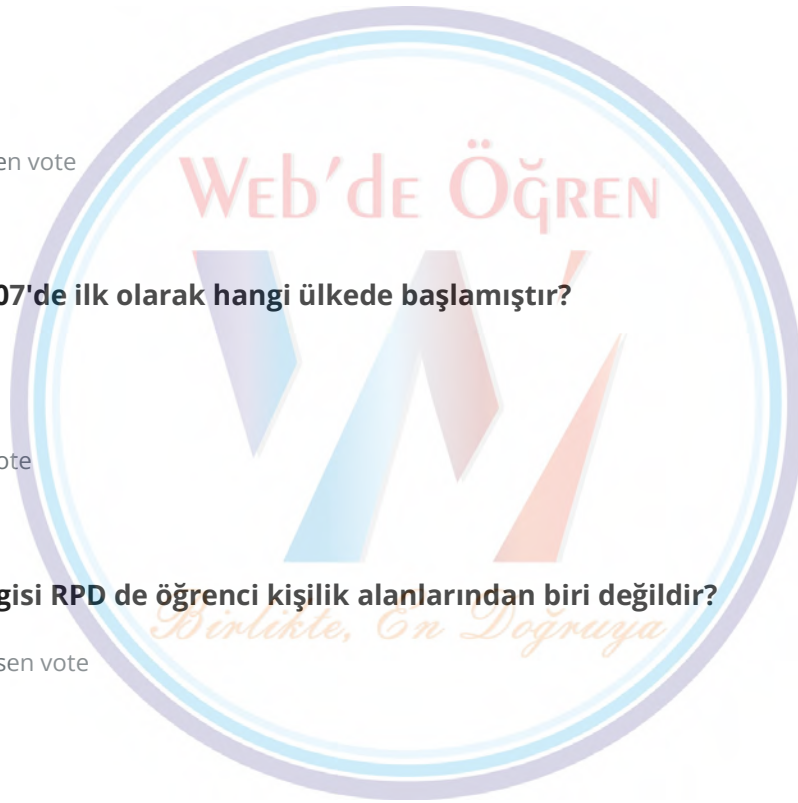 en vote
Web'de Öğren
07'de ilk olarak hangi ülkede başlamıştır?
ote
gisi RPD de öğrenci kişilik alanlarından biri değildir?
Birlikte, En Doğruya
sen vote